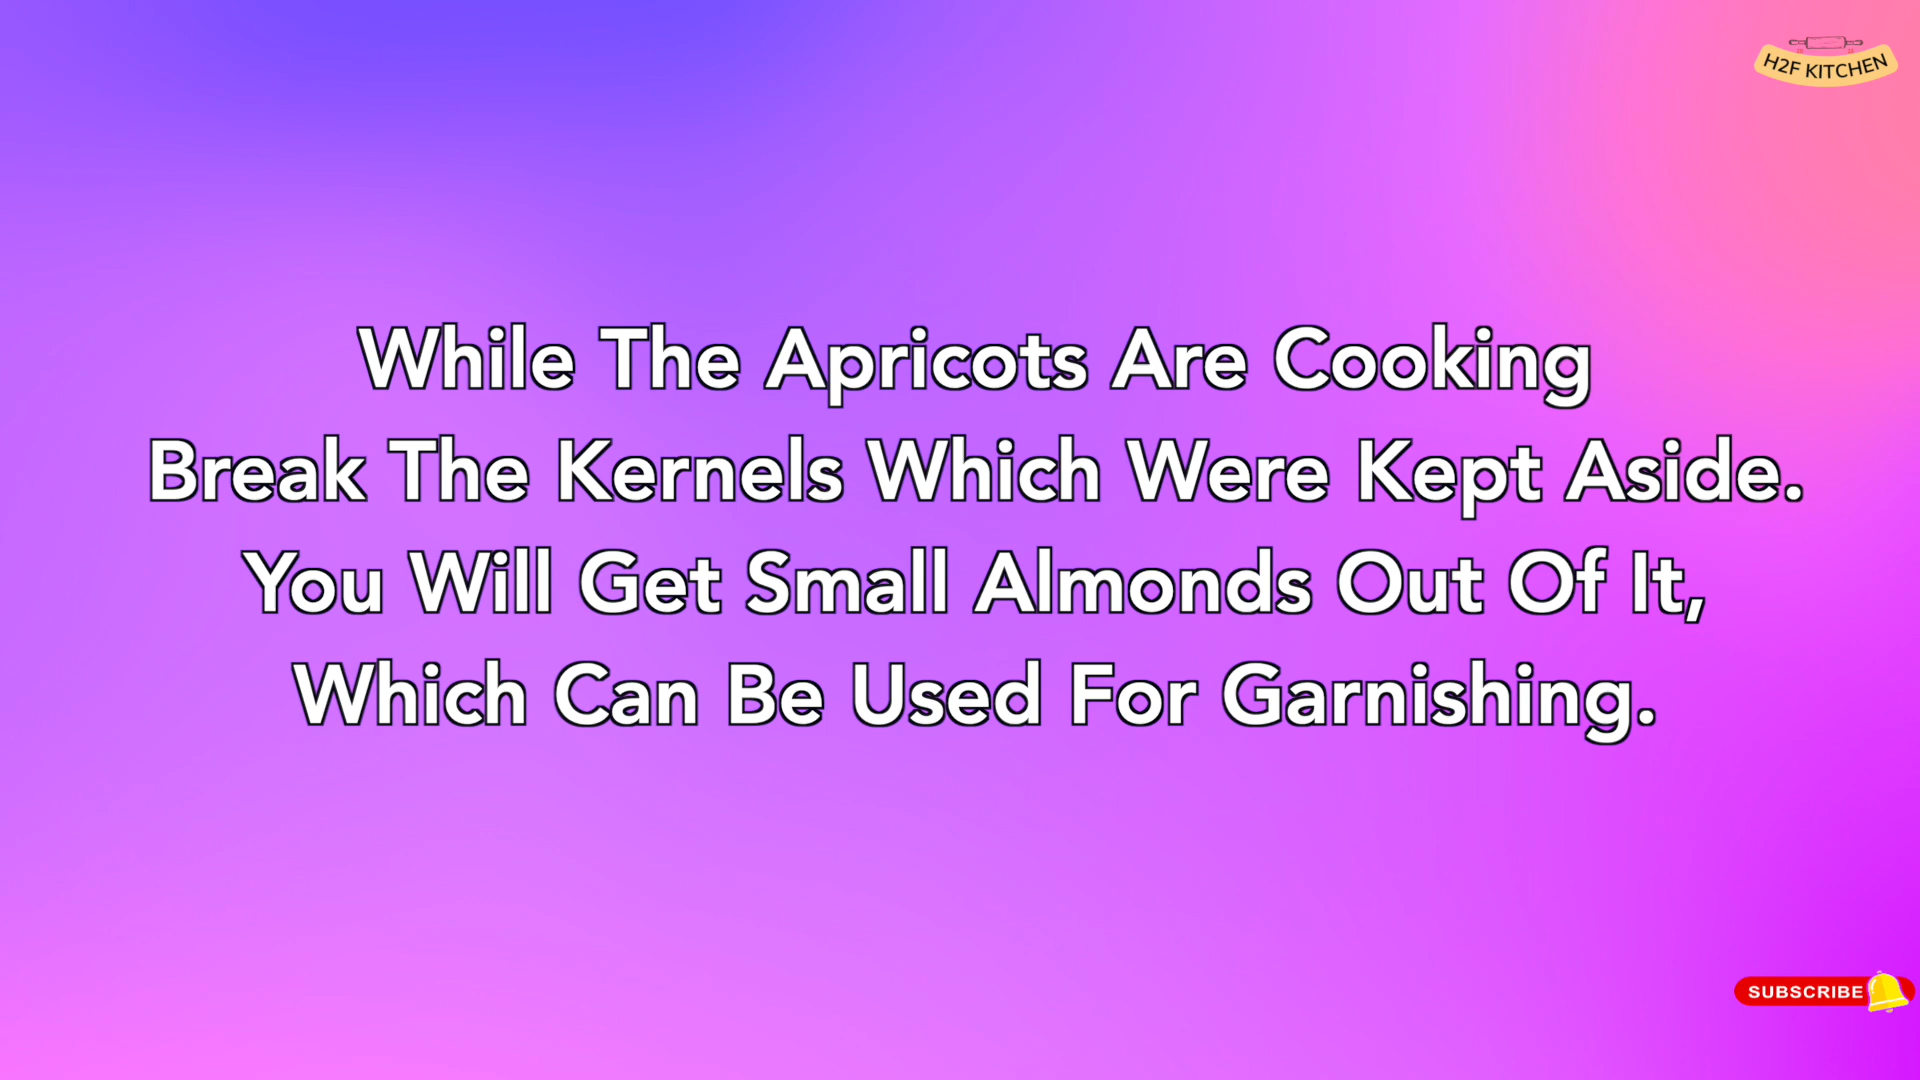 H2F KITCHEN
While The Apricots Are Cooking
Break The Kernels Which Were Kept Aside.
You Will Get Small Almonds Out Of It,
Which Can Be Used For Garnishing.
SUBSCRIBE